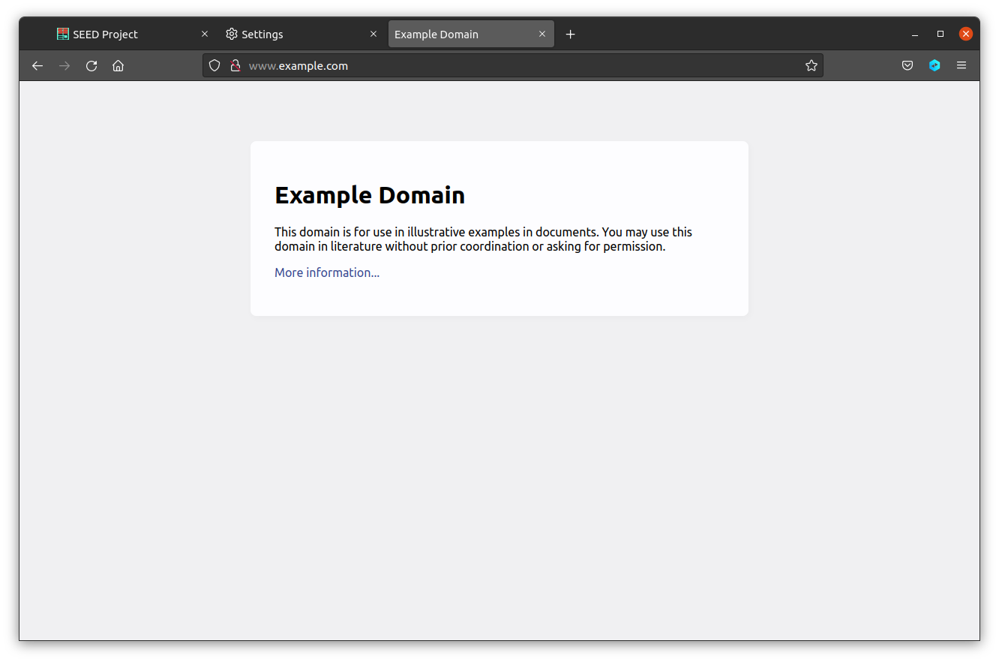 SEED Project
Settings
Example Domain
www.example.com
Example Domain
This domain is for use in illustrative examples in documents. You may use this
domain in literature without prior coordination or asking for permission.
More information...